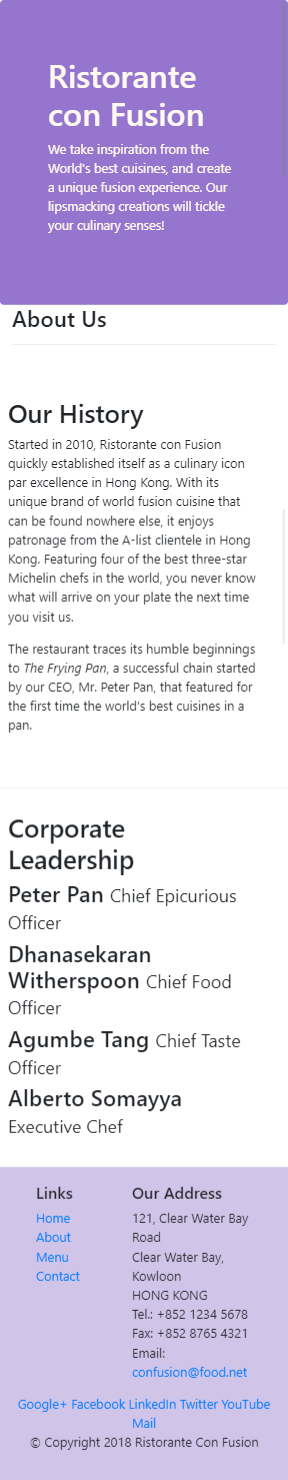 Ristorante
con Fusion
We take inspiration from the
World's best cuisines, and create
a unique fusion experience. Our
lipsmacking creations will tickle
your culinary senses!
About Us
Our History
Started in 2010, Ristorante con Fusion
quickly established itself as a culinary icon
par excellence in Hong Kong. With its
unique brand of world fusion cuisine that
can be found nowhere else, it enjoys
patronage from the A-list clientele in Hong
Kong. Featuring four of the best three-star
Michelin chefs in the world, you never know
what will arrive on your plate the next time
you visit us.
The restaurant traces its humble beginnings
to The Frying Pan, a successful chain started
by our CEO, Mr. Peter Pan, that featured for
the first time the world's best cuisines in a
pan.
Corporate
Leadership
Peter Pan Chief Epicurious
Officer
Dhanasekaran
Witherspoon Chief Food
Officer
Agumbe Tang Chief Taste
Officer
Alberto Somayya
Executive Chef
Links
Home
About
Menu
Contact
Our Address
121, Clear Water Bay
Road
Clear Water Bay,
Kowloon
HONG KONG
Tel.: +852 1234 5678
Fax: +852 8765 4321
Email:
confusion@food.net
Google+ Facebook LinkedIn Twitter YouTube
Mail
© Copyright 2018 Ristorante Con Fusion